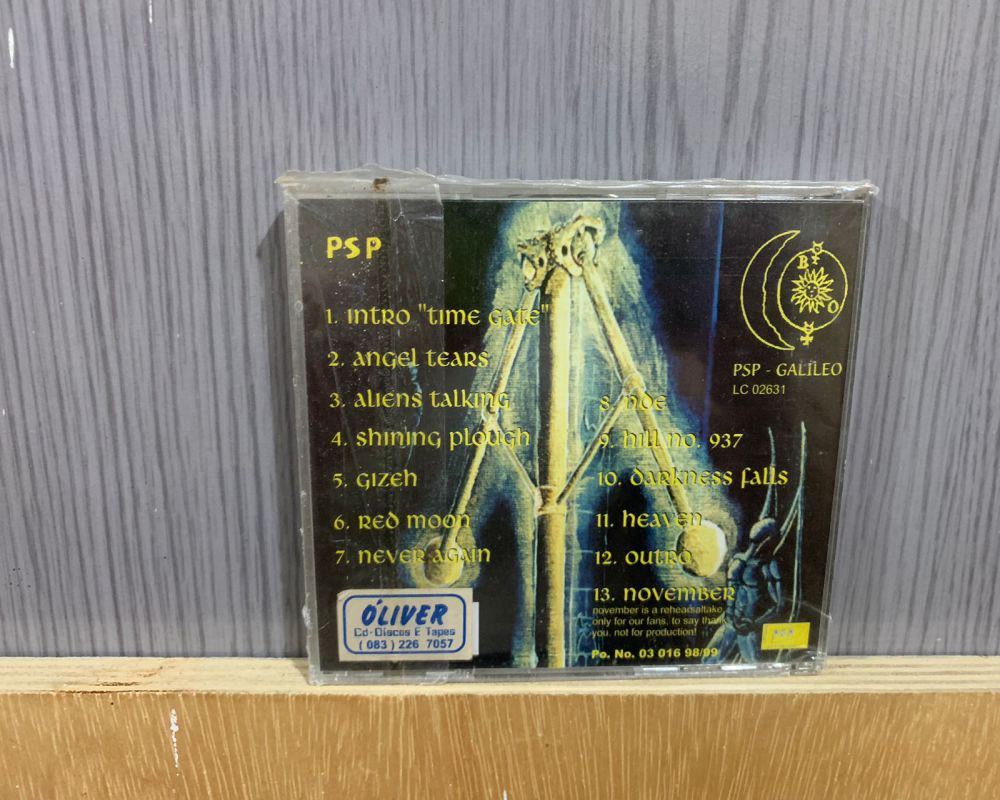 PSP
1. intro "time gate"
2. angel tears
3. aliens talking
4. shining plough
5. gizeh
6. red moon
7. never again
8. nde
9. hill no. 937
10. darkness falls
11. heaven
12. outro
13. november
november is a rehearsaltake,
only for our fans, to say thank
you. not for production!
Po. No. 03 016 98/99
B
O
PSP - GALÍLEO
LC 02631
ÓLIVER
Cd-Discos E Tapes
( 083 ) 226 7057